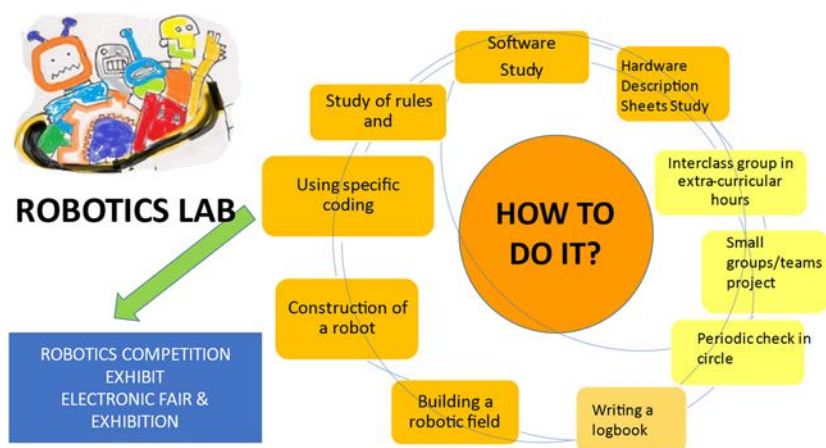 ROBOTICS LAB
ROBOTICS COMPETITION
EXHIBIT
ELECTRONIC FAIR &
EXHIBITION
HOW TO
DO IT?
Software
Study
Hardware
Description
Sheets Study
Interclass group in
extra-curricular
hours
Small
groups/teams
project
Periodic check in
circle
Writing a
logbook
Building a
robotic field
Construction of
a robot
Using specific
coding
Study of rules
and